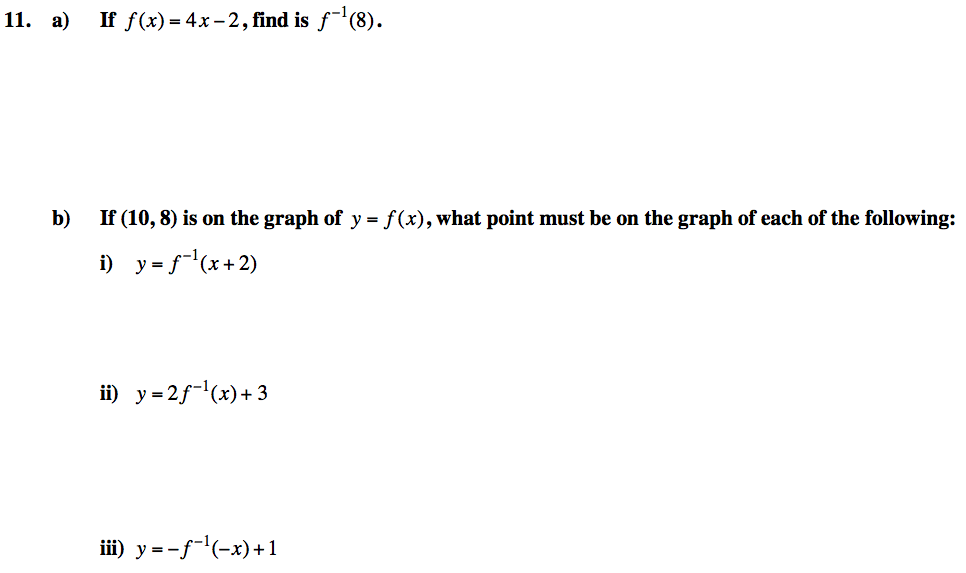 11. a) If f(x) = 4x – 2, find is f⁻¹(8).
b) If (10, 8) is on the graph of y = f(x), what point must be on the graph of each of the following:
i) y = f⁻¹(x + 2)
ii) y = 2f⁻¹(x) + 3
iii) y = –f⁻¹(–x) + 1